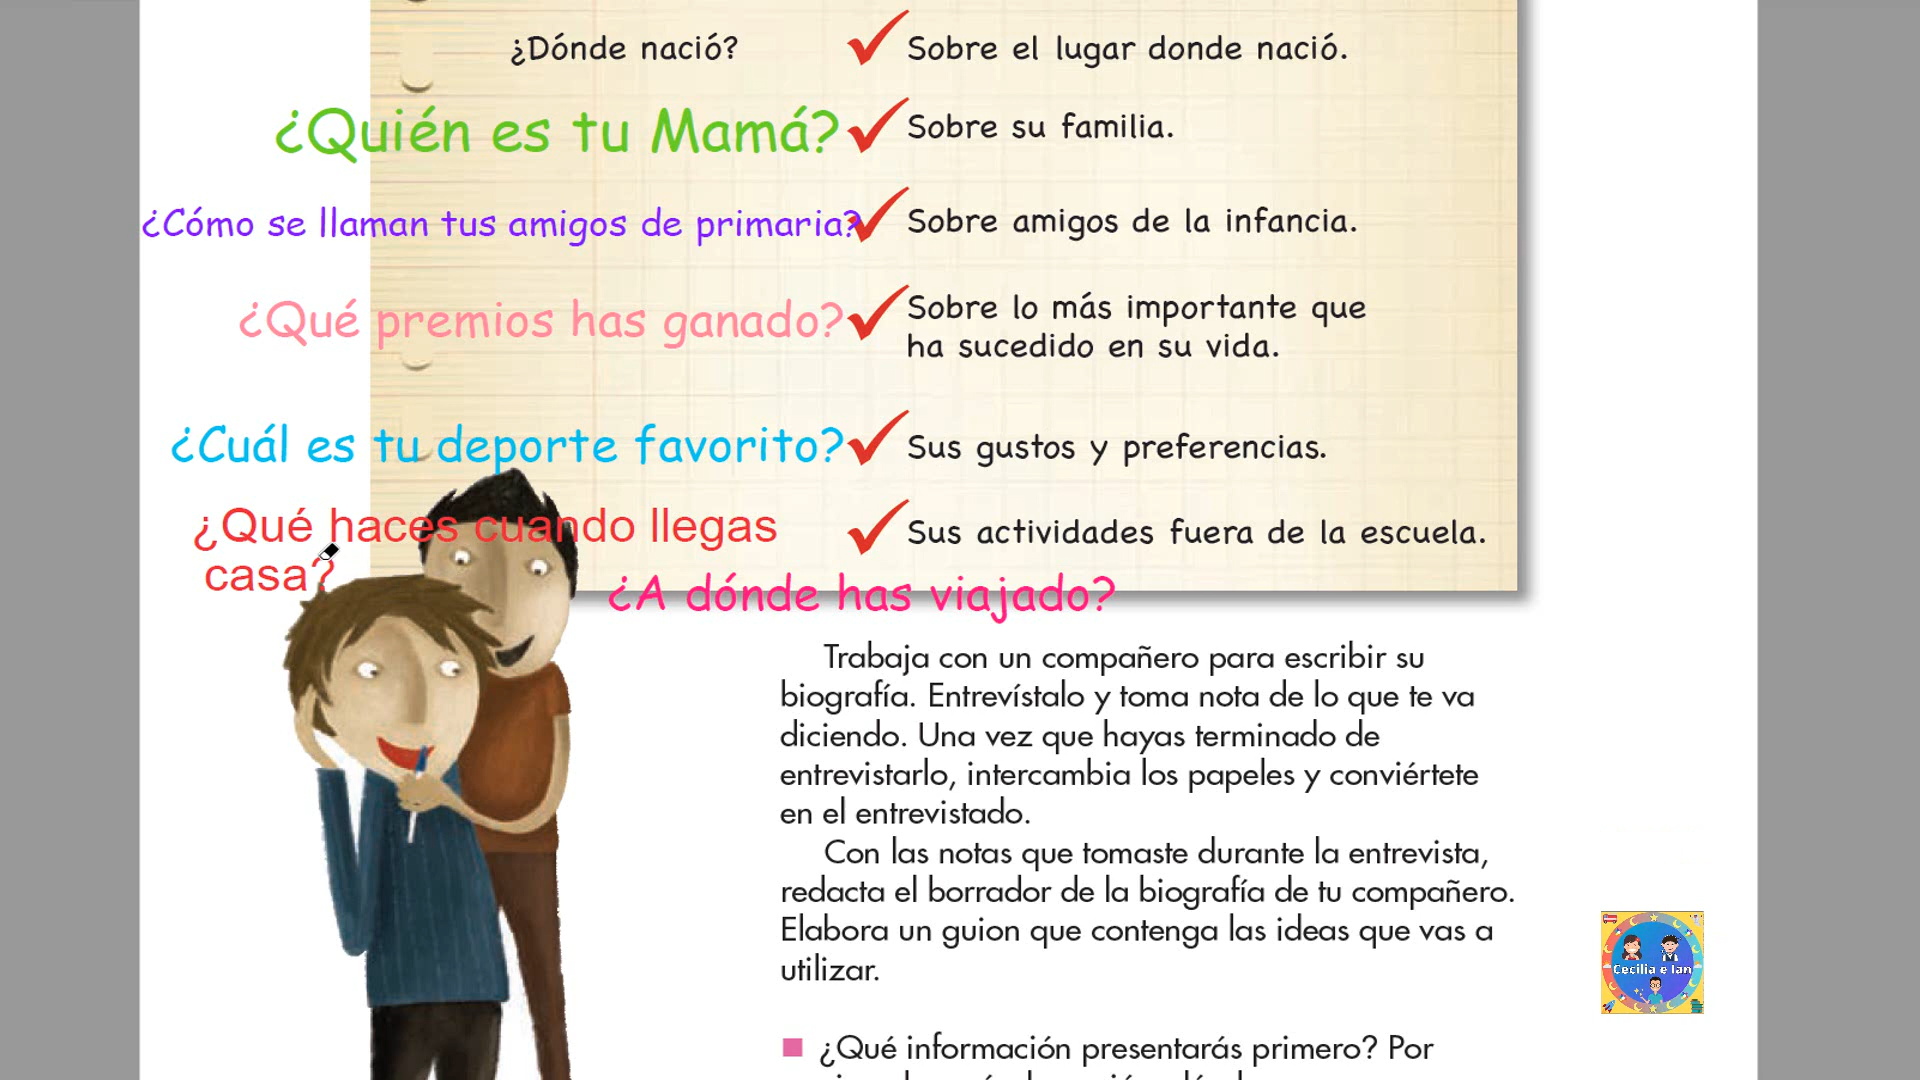 ¿Dónde nació? Sobre el lugar donde nació.
¿Quién es tu Mamá? Sobre su familia.
¿Cómo se llaman tus amigos de primaria? Sobre amigos de la infancia.
¿Qué premios has ganado? Sobre lo más importante que
ha sucedido en su vida.
¿Cuál es tu deporte favorito? Sus gustos y preferencias.
¿Qué haces cuando llegas
casa?
Sus actividades fuera de la escuela.
¿A dónde has viajado?
Trabaja con un compañero para escribir su
biografía. Entrevístalo y toma nota de lo que te va
diciendo. Una vez que hayas terminado de
entrevistarlo, intercambia los papeles y conviértete
en el entrevistado.
Con las notas que tomaste durante la entrevista,
redacta el borrador de la biografía de tu compañero.
Elabora un guion que contenga las ideas que vas a
utilizar.
Cecilia e Ian
¿Qué información presentarás primero? Por